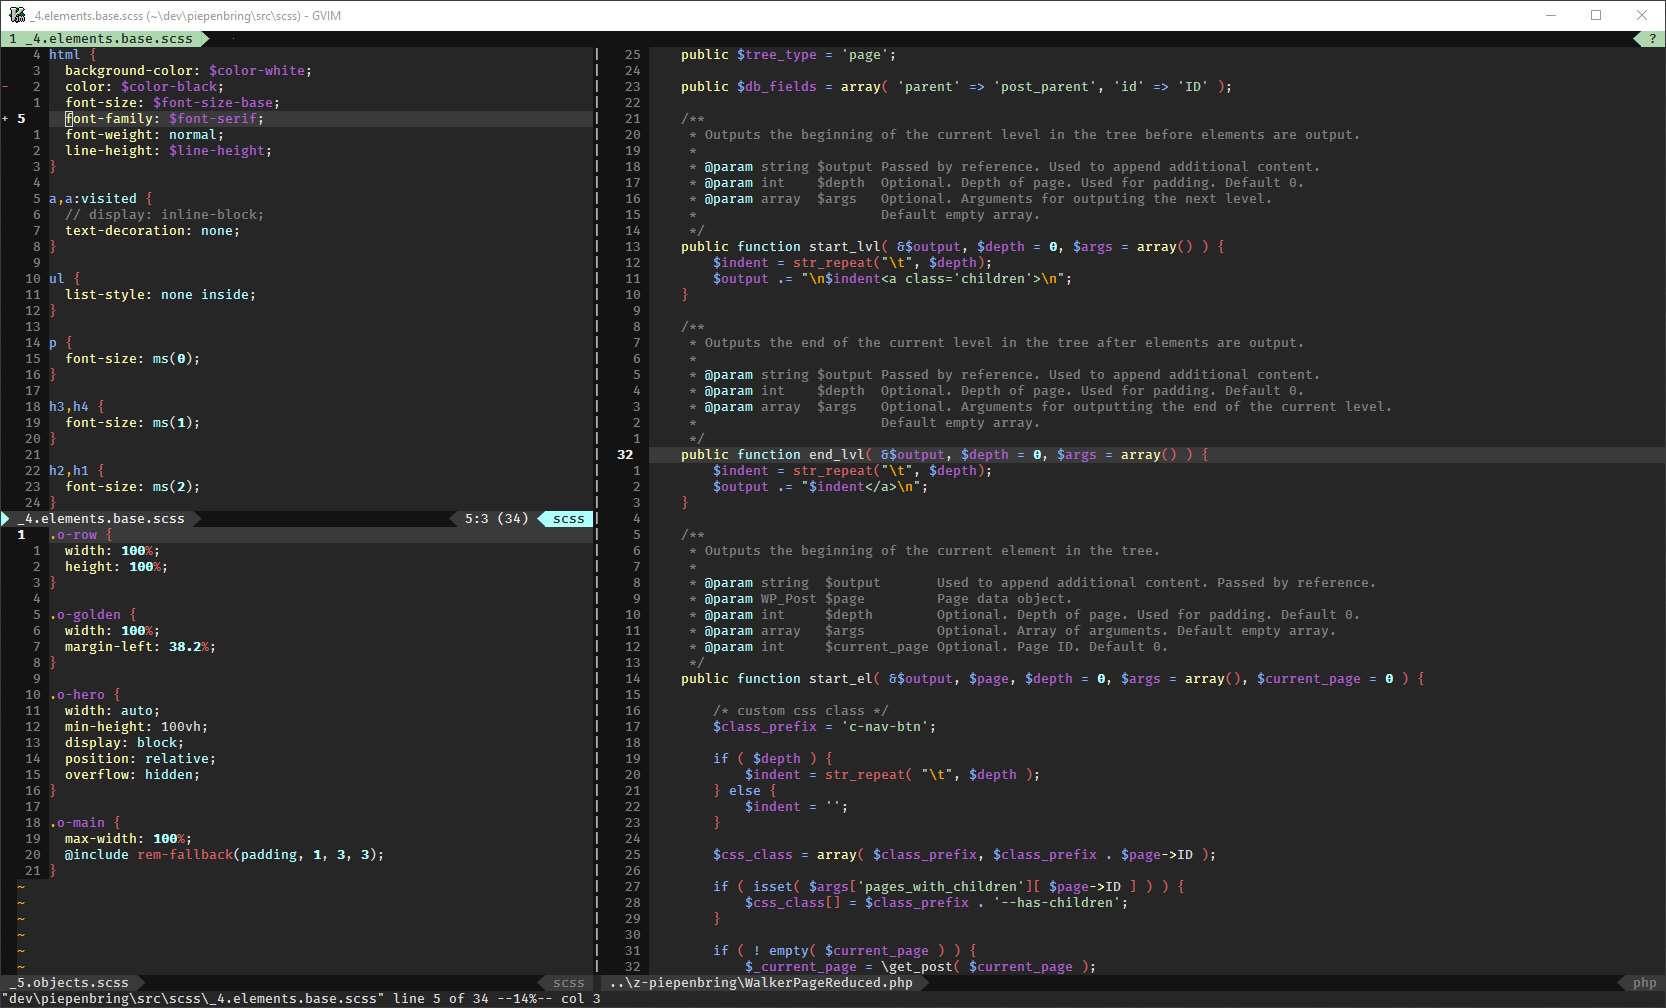 _4.elements.base.scss (~\dev\piepenbring\src\scss) - GVIM
1 _4.elements.base.scss
?
4 html {
3   background-color: $color-white;
- 2   color: $color-black;
1   font-size: $font-size-base;
+ 5   font-family: $font-serif;
1   font-weight: normal;
2   line-height: $line-height;
3 }
4
5 a,a:visited {
6   // display: inline-block;
7   text-decoration: none;
8 }
9
10 ul {
11   list-style: none inside;
12 }
13
14 p {
15   font-size: ms(0);
16 }
17
18 h3,h4 {
19   font-size: ms(1);
20 }
21
22 h2,h1 {
23   font-size: ms(2);
24 }
_4.elements.base.scss 5:3 (34) scss
1 .o-row {
1   width: 100%;
2   height: 100%;
3 }
4
5 .o-golden {
6   width: 100%;
7   margin-left: 38.2%;
8 }
9
10 .o-hero {
11   width: auto;
12   min-height: 100vh;
13   display: block;
14   position: relative;
15   overflow: hidden;
16 }
17
18 .o-main {
19   max-width: 100%;
20   @include rem-fallback(padding, 1, 3, 3);
21 }
~
~
~
~
~
~
_5.objects.scss scss
25     public $tree_type = 'page';
24
23     public $db_fields = array( 'parent' => 'post_parent', 'id' => 'ID' );
22
21     /**
20      * Outputs the beginning of the current level in the tree before elements are output.
19      *
18      * @param string $output Passed by reference. Used to append additional content.
17      * @param int    $depth  Optional. Depth of page. Used for padding. Default 0.
16      * @param array  $args   Optional. Arguments for outputing the next level.
15      *                       Default empty array.
14      */
13     public function start_lvl( &$output, $depth = 0, $args = array() ) {
12         $indent = str_repeat("\t", $depth);
11         $output .= "\n$indent<a class='children'>\n";
10     }
9
8     /**
7      * Outputs the end of the current level in the tree after elements are output.
6      *
5      * @param string $output Passed by reference. Used to append additional content.
4      * @param int    $depth  Optional. Depth of page. Used for padding. Default 0.
3      * @param array  $args   Optional. Arguments for outputting the end of the current level.
2      *                       Default empty array.
1      */
32     public function end_lvl( &$output, $depth = 0, $args = array() ) {
1         $indent = str_repeat("\t", $depth);
2         $output .= "$indent</a>\n";
3     }
4
5     /**
6      * Outputs the beginning of the current element in the tree.
7      *
8      * @param string  $output       Used to append additional content. Passed by reference.
9      * @param WP_Post $page         Page data object.
10      * @param int     $depth        Optional. Depth of page. Used for padding. Default 0.
11      * @param array   $args         Optional. Array of arguments. Default empty array.
12      * @param int     $current_page Optional. Page ID. Default 0.
13      */
14     public function start_el( &$output, $page, $depth = 0, $args = array(), $current_page = 0 ) {
15
16         /* custom css class */
17         $class_prefix = 'c-nav-btn';
18
19         if ( $depth ) {
20             $indent = str_repeat( "\t", $depth );
21         } else {
22             $indent = '';
23         }
24
25         $css_class = array( $class_prefix, $class_prefix . $page->ID );
26
27         if ( isset( $args['pages_with_children'][ $page->ID ] ) ) {
28             $css_class[] = $class_prefix . '--has-children';
29         }
30
31         if ( ! empty( $current_page ) ) {
32             $_current_page = \get_post( $current_page );
..\z-piepenbring\WalkerPageReduced.php php
"dev\piepenbring\src\scss\_4.elements.base.scss" line 5 of 34 --14%-- col 3